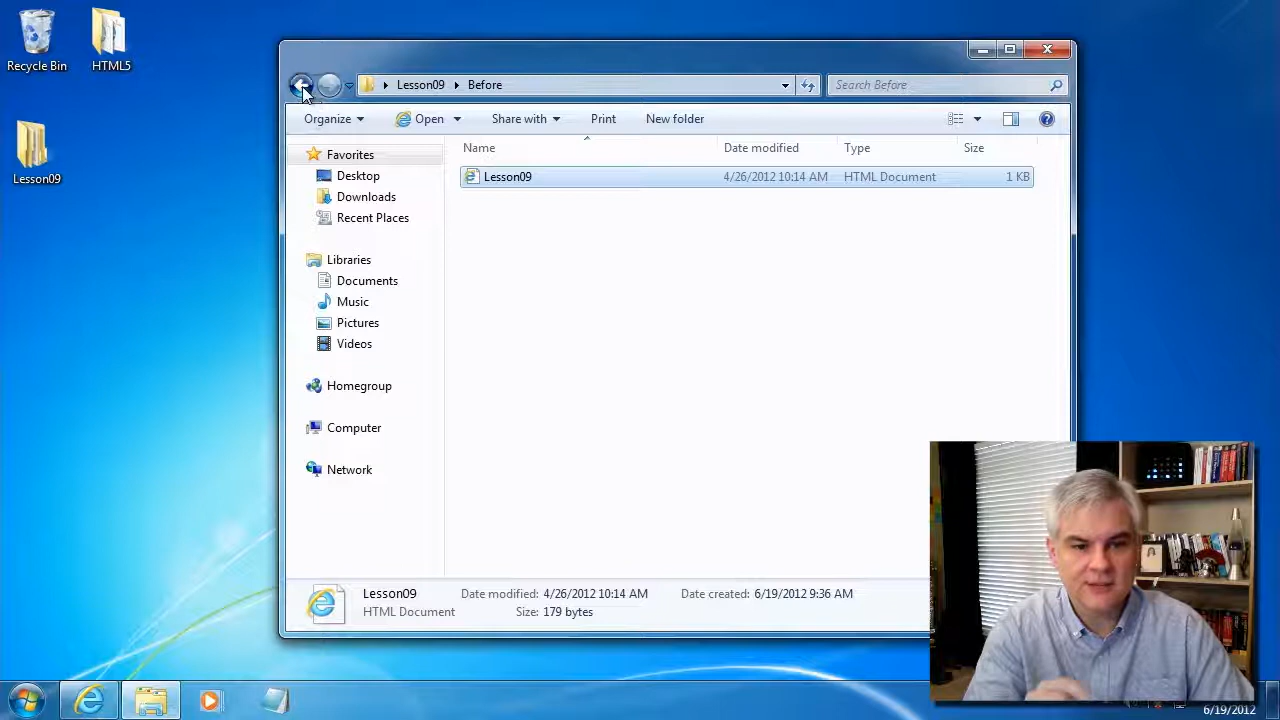 Recycle Bin
HTML5
Lesson09
Lesson09 Before
Search Before
Organize Open Share with Print New folder
Name Date modified Type Size
Lesson09 4/26/2012 10:14 AM HTML Document 1 KB
Favorites
Desktop
Downloads
Recent Places
Libraries
Documents
Music
Pictures
Videos
Homegroup
Computer
Network
Lesson09 Date modified: 4/26/2012 10:14 AM Date created: 6/19/2012 9:36 AM
HTML Document Size: 179 bytes
6/19/2012